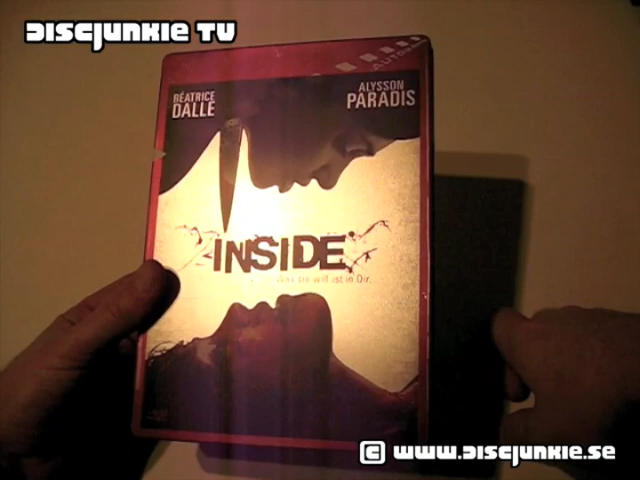 DISCJUNKIE TV
BÉATRICE
DALLE
ALYSSON
PARADIS
INSIDE
Was sie will ist in Dir.
© WWW.DISCJUNKIE.SE